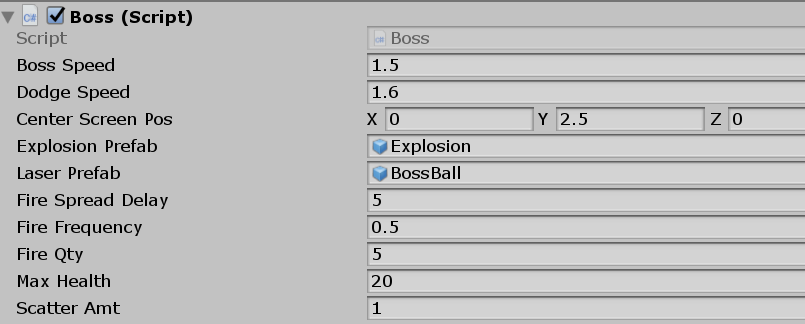 C# Boss (Script)
Script C# Boss
Boss Speed 1.5
Dodge Speed 1.6
Center Screen Pos X 0 Y 2.5 Z 0
Explosion Prefab Explosion
Laser Prefab BossBall
Fire Spread Delay 5
Fire Frequency 0.5
Fire Qty 5
Max Health 20
Scatter Amt 1